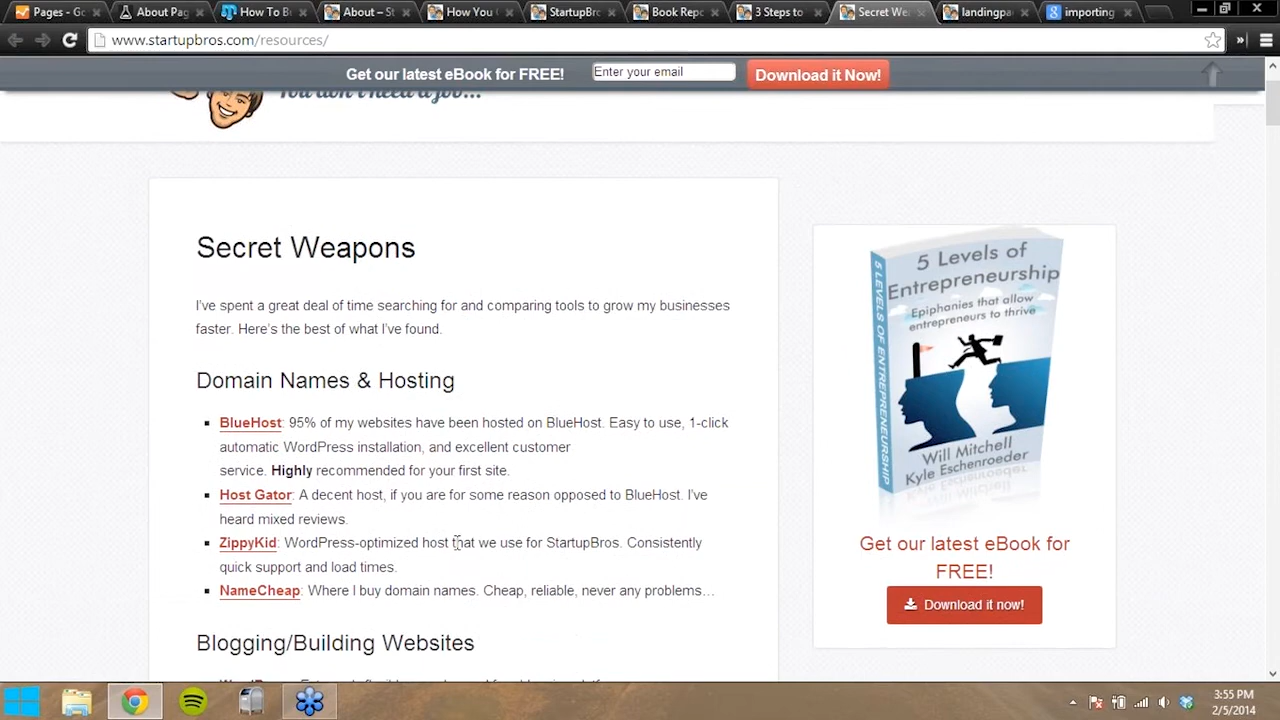 Pages - Go
About Pag
How To B
About – S
How You
StartupBr
Book Rep
3 Steps to
Secret We
landingpa
importing
www.startupbros.com/resources/
Get our latest eBook for FREE!
Enter your email
Download it Now!
You don't need a job...
Secret Weapons
I've spent a great deal of time searching for and comparing tools to grow my businesses
faster. Here's the best of what I've found.
Domain Names & Hosting
BlueHost: 95% of my websites have been hosted on BlueHost. Easy to use, 1-click
automatic WordPress installation, and excellent customer
service. Highly recommended for your first site.
Host Gator: A decent host, if you are for some reason opposed to BlueHost. I've
heard mixed reviews.
ZippyKid: WordPress-optimized host that we use for StartupBros. Consistently
quick support and load times.
NameCheap: Where I buy domain names. Cheap, reliable, never any problems…
Blogging/Building Websites
5 Levels of
Entrepreneurship
Epiphanies that allow
entrepreneurs to thrive
5 LEVELS OF ENTREPRENEURSHIP
Will Mitchell
Kyle Eschenroeder
Get our latest eBook for
FREE!
Download it now!
3:55 PM
2/5/2014